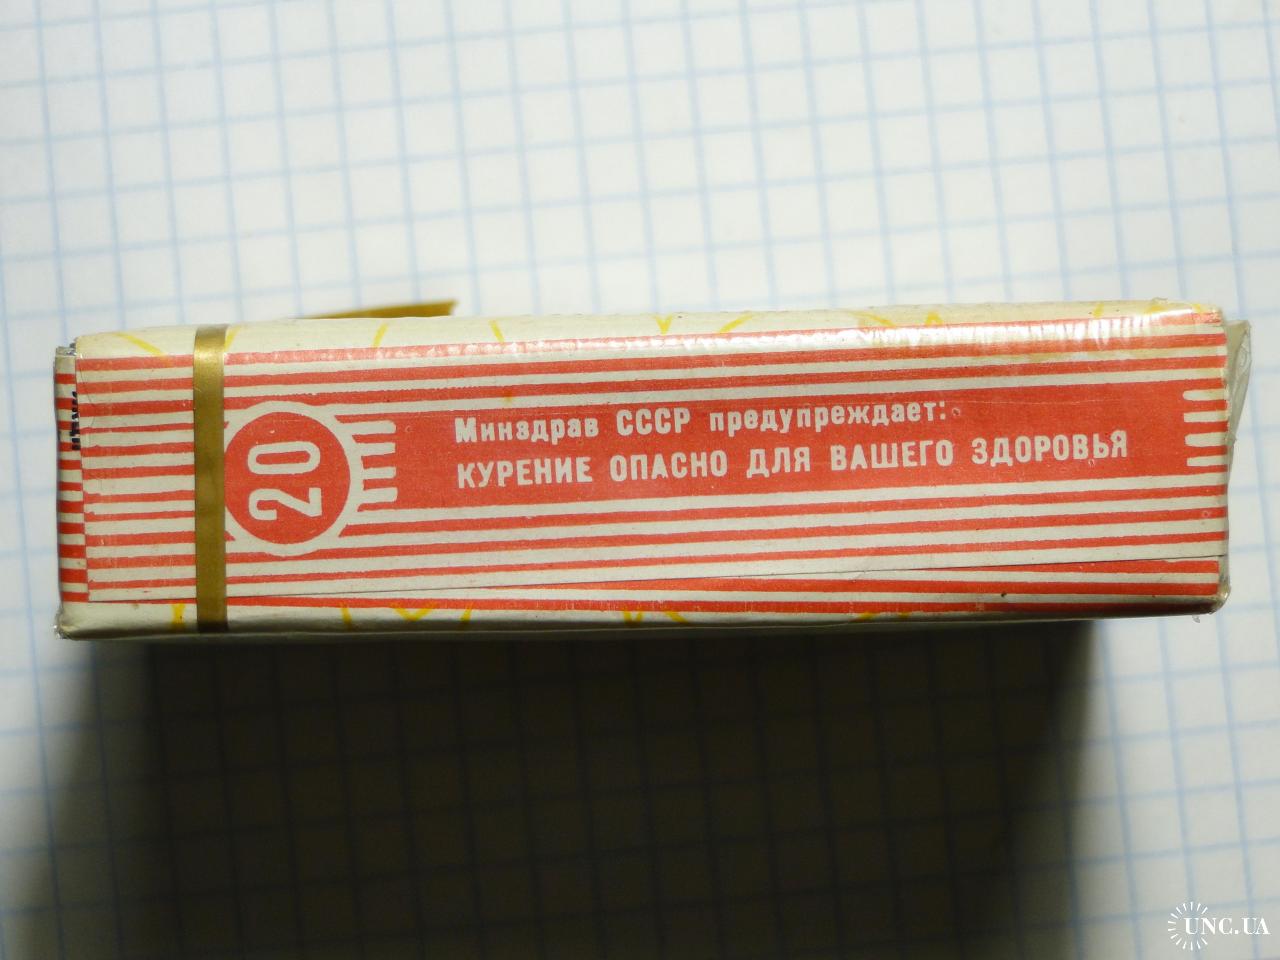 20
Минздрав СССР предупреждает:
КУРЕНИЕ ОПАСНО ДЛЯ ВАШЕГО ЗДОРОВЬЯ
UNC.UA